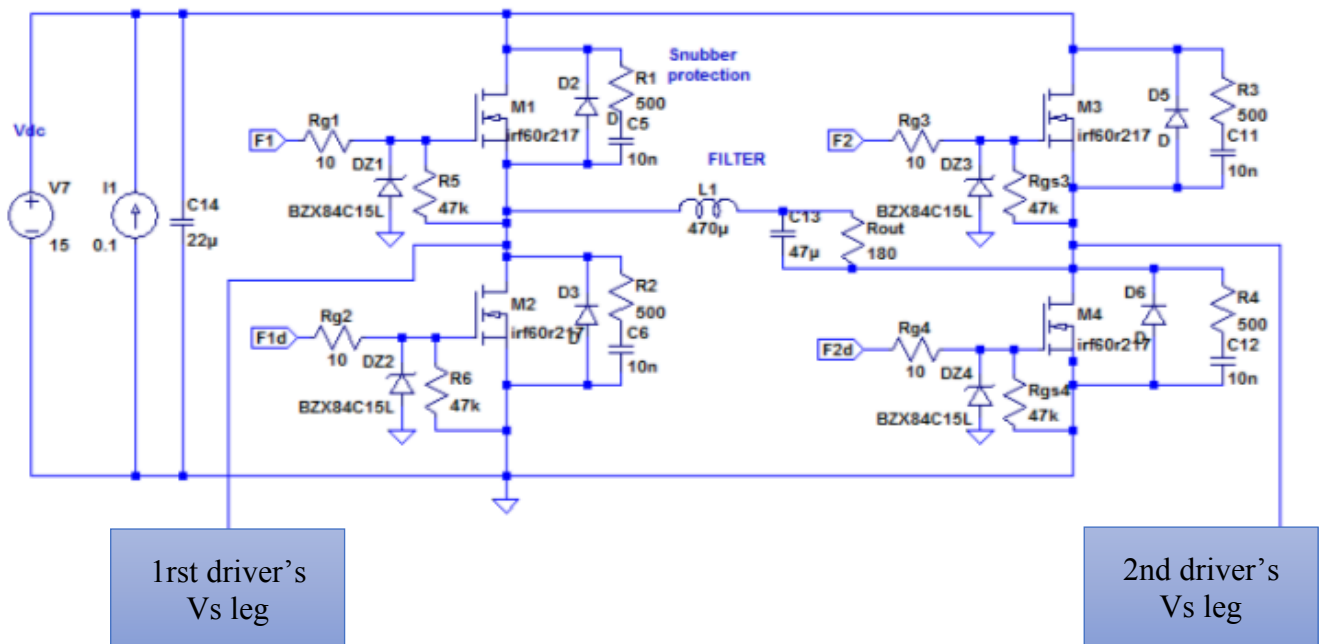 Vdc
V7
15
I1
0.1
C14
22µ
F1
Rg1
10
DZ1
BZX84C15L
R5
47k
M1
irf60r217
D2
D
R1
500
C5
10n
Snubber
protection
F1d
Rg2
10
DZ2
BZX84C15L
R6
47k
M2
irf60r217
D3
D
R2
500
C6
10n
FILTER
L1
470µ
C13
47µ
Rout
180
F2
Rg3
10
DZ3
BZX84C15L
Rgs3
47k
M3
irf60r217
D5
D
R3
500
C11
10n
F2d
Rg4
10
DZ4
BZX84C15L
Rgs4
47k
M4
irf60r217
D6
D
R4
500
C12
10n
1rst driver’s
Vs leg
2nd driver’s
Vs leg